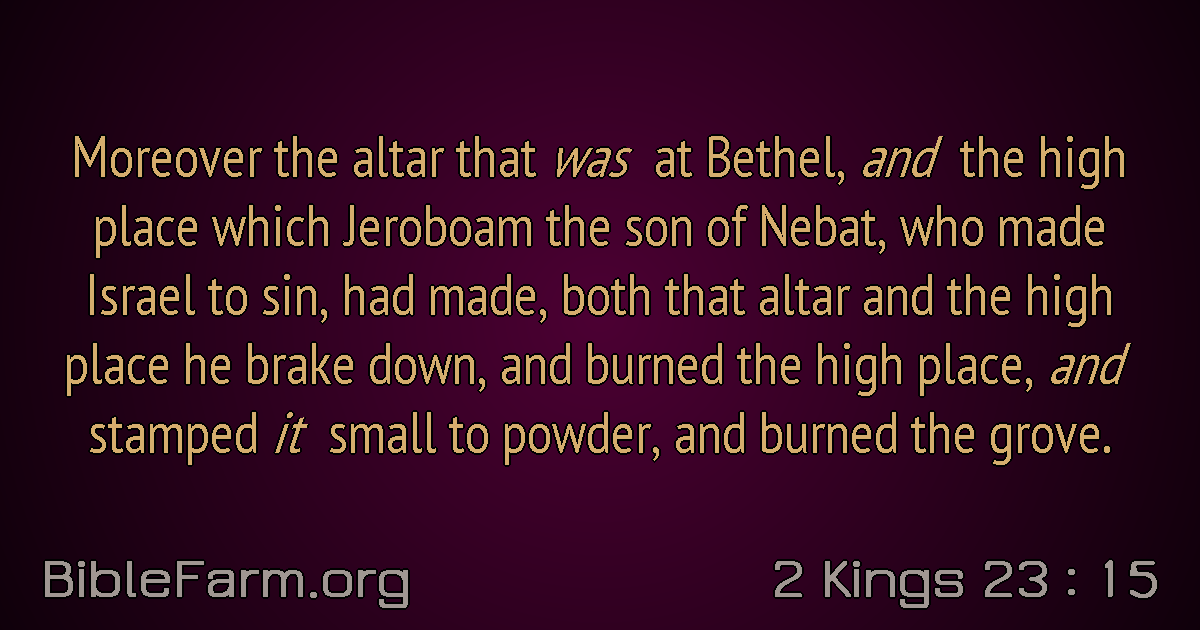 Moreover the altar that was at Bethel, and the high
place which Jeroboam the son of Nebat, who made
Israel to sin, had made, both that altar and the high
place he brake down, and burned the high place, and
stamped it small to powder, and burned the grove.
BibleFarm.org
2 Kings 23 : 15